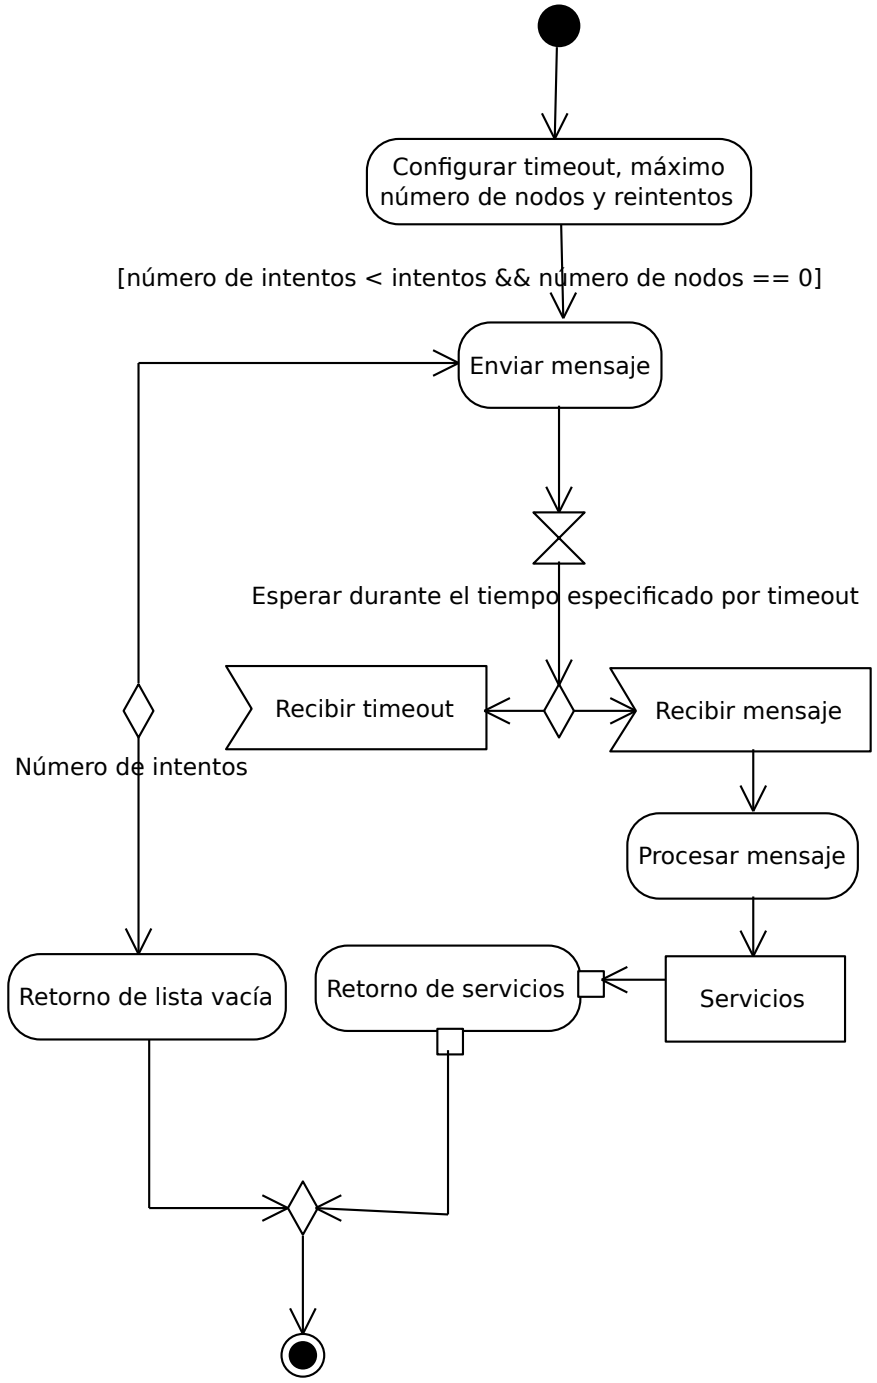 Configurar timeout, máximo
número de nodos y reintentos
[número de intentos < intentos && número de nodos == 0]
Enviar mensaje
Esperar durante el tiempo especificado por timeout
Recibir timeout
Recibir mensaje
Número de intentos
Procesar mensaje
Retorno de lista vacía
Retorno de servicios
Servicios